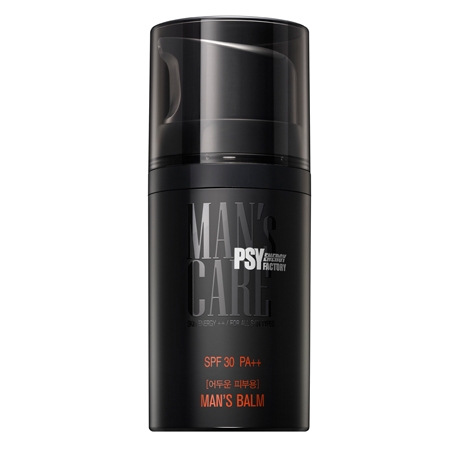 MAN's
CARE
PSY ENERGY FACTORY
SPF 30 PA++
[어두운 피부용]
MAN'S BALM